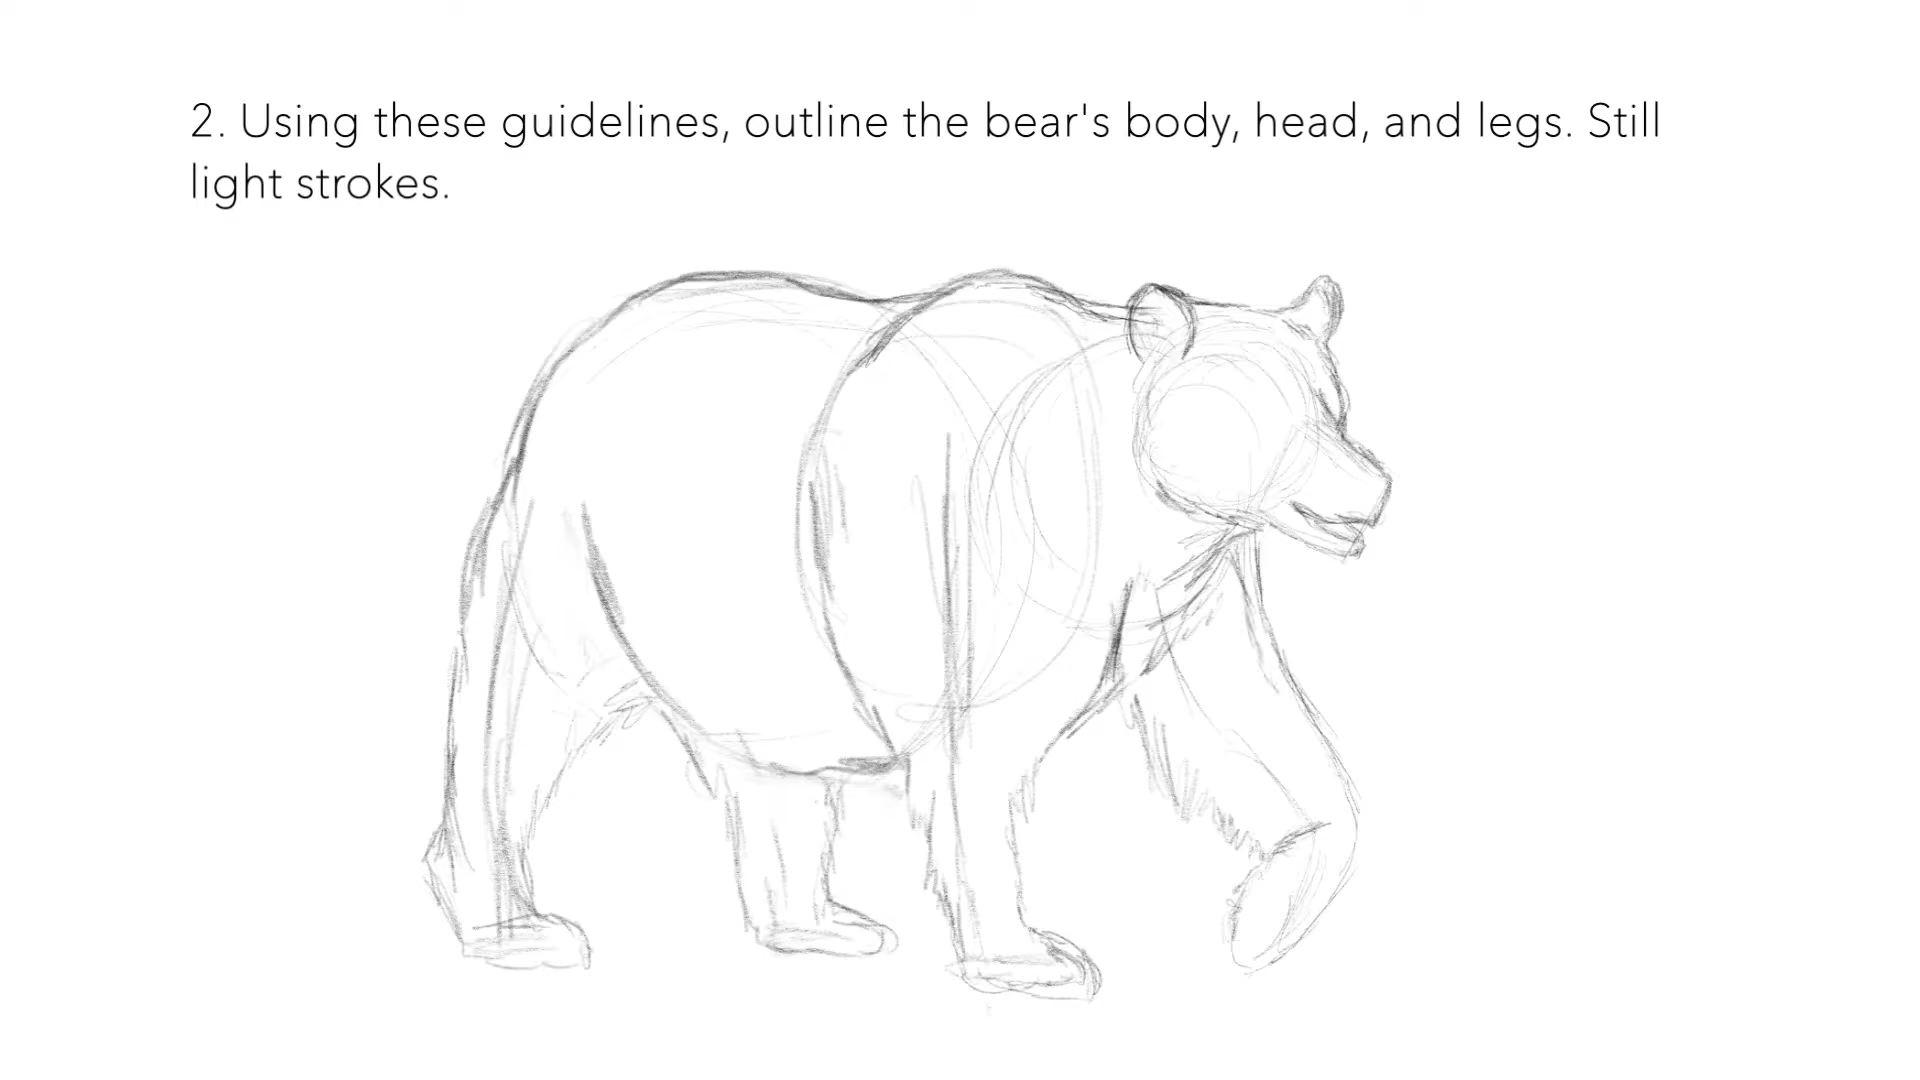 2. Using these guidelines, outline the bear's body, head, and legs. Still
light strokes.